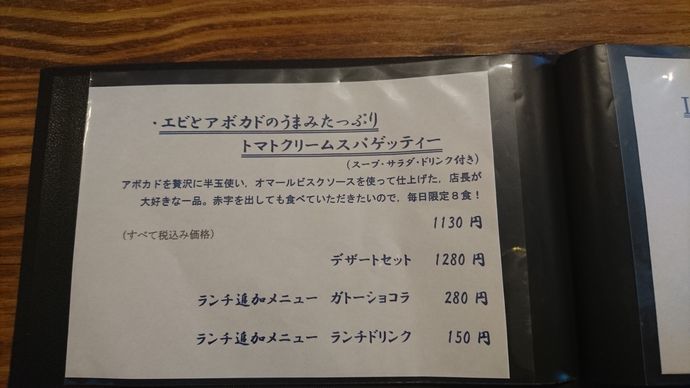 ・エビとアボカドのうまみたっぷり
トマトクリームスパゲッティー
(スープ・サラダ・ドリンク付き)
アボカドを贅沢に半玉使い，オマールビスクソースを使って仕上げた，店長が
大好きな一品。赤字を出しても食べていただきたいので，毎日限定８食！
1130 円
(すべて税込み価格)
デザートセット 1280 円
ランチ追加メニュー ガトーショコラ 280 円
ランチ追加メニュー ランチドリンク 150 円